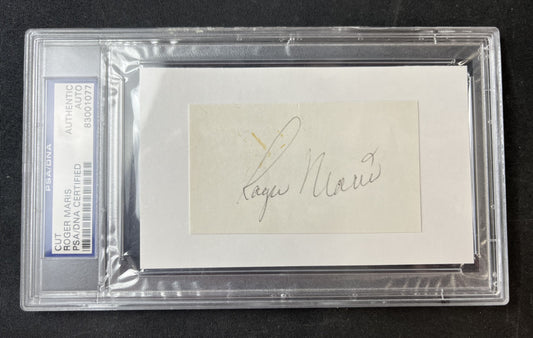 PSA/DNA
CUT
ROGER MARIS
PSA/DNA CERTIFIED
AUTHENTIC
AUTO
83001077
Roger Maris